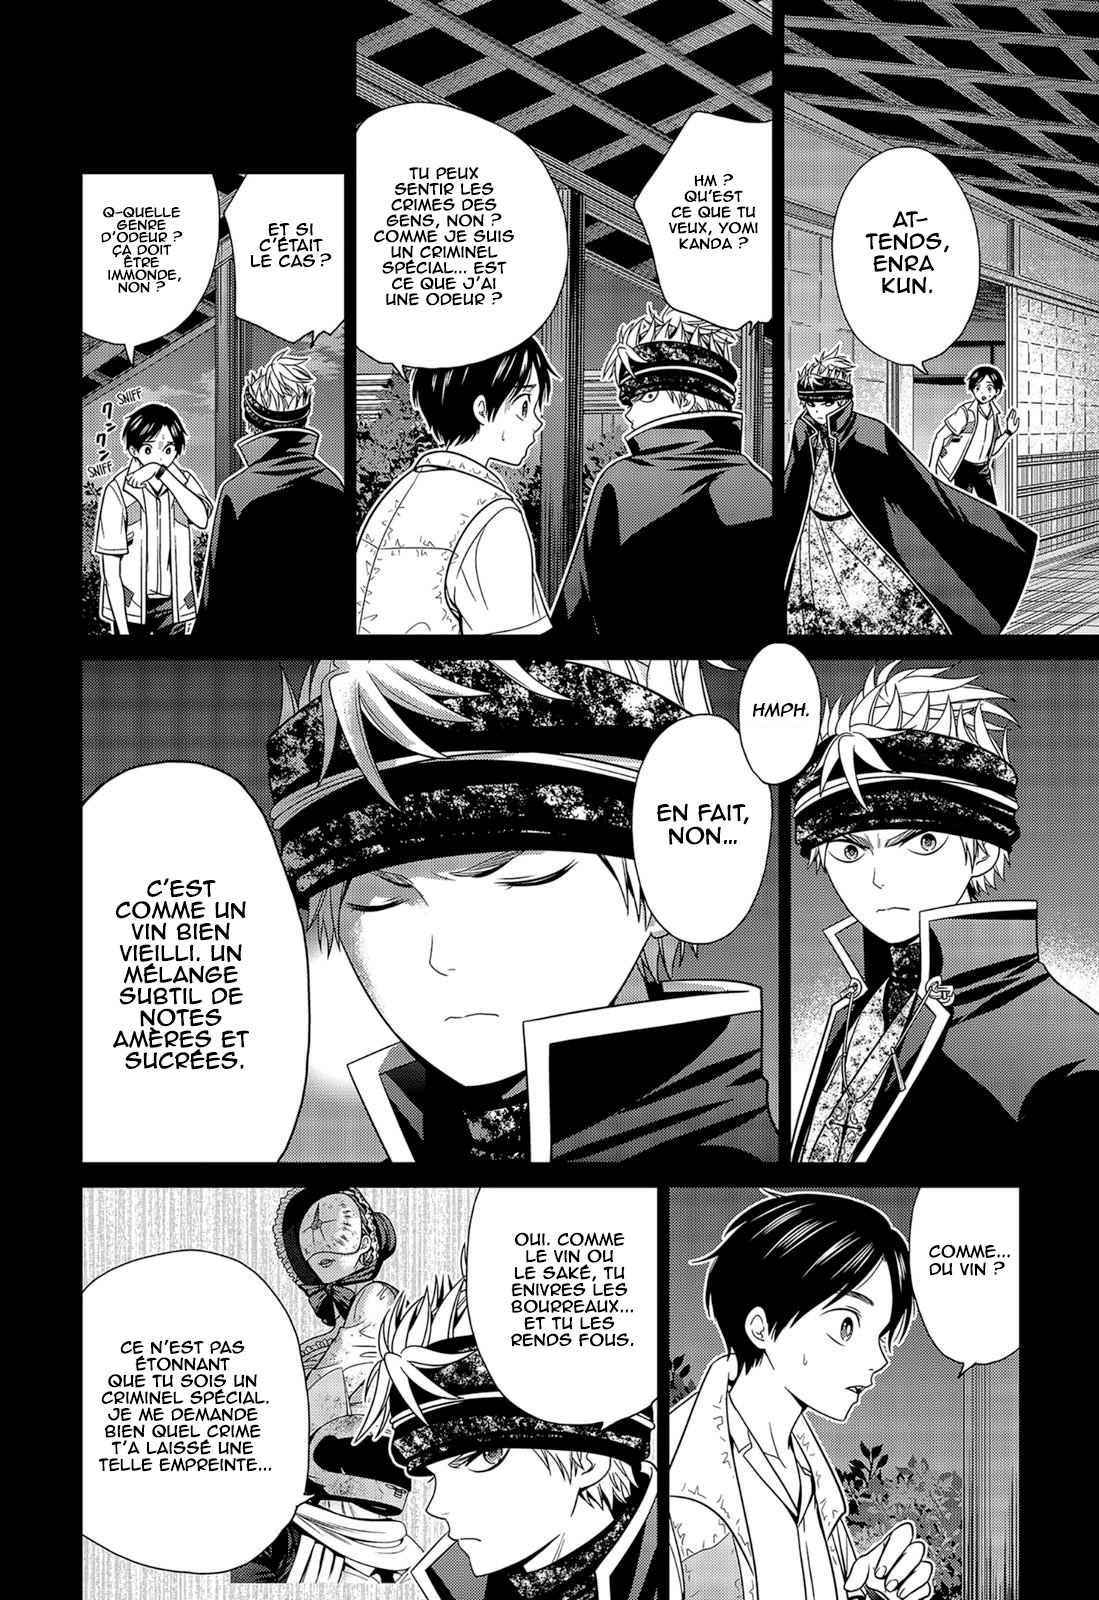 AT-
TENDS,
ENRA
KUN.
HM ?
QU'EST
CE QUE TU
VEUX, YOMI
KANDA ?
TU PEUX
SENTIR LES
CRIMES DES
GENS, NON ?
COMME JE SUIS
UN CRIMINEL
SPÉCIAL... EST
CE QUE J'AI
UNE ODEUR ?
ET SI
C'ÉTAIT
LE CAS ?
Q-QUELLE
GENRE
D'ODEUR ?
ÇA DOIT
ÊTRE
IMMONDE,
NON ?
SNIFF
クンクン
SNIFF
HMPH.
EN FAIT,
NON...
C'EST
COMME UN
VIN BIEN
VIEILLI. UN
MÉLANGE
SUBTIL DE
NOTES
AMÈRES ET
SUCRÉES.
COMME...
DU VIN ?
OUI. COMME
LE VIN OU
LE SAKÉ, TU
ENIVRES LES
BOURREAUX...
ET TU LES
RENDS FOUS.
CE N'EST PAS
ÉTONNANT
QUE TU SOIS UN
CRIMINEL SPÉCIAL.
JE ME DEMANDE
BIEN QUEL CRIME
T'A LAISSÉ UNE
TELLE EMPREINTE...